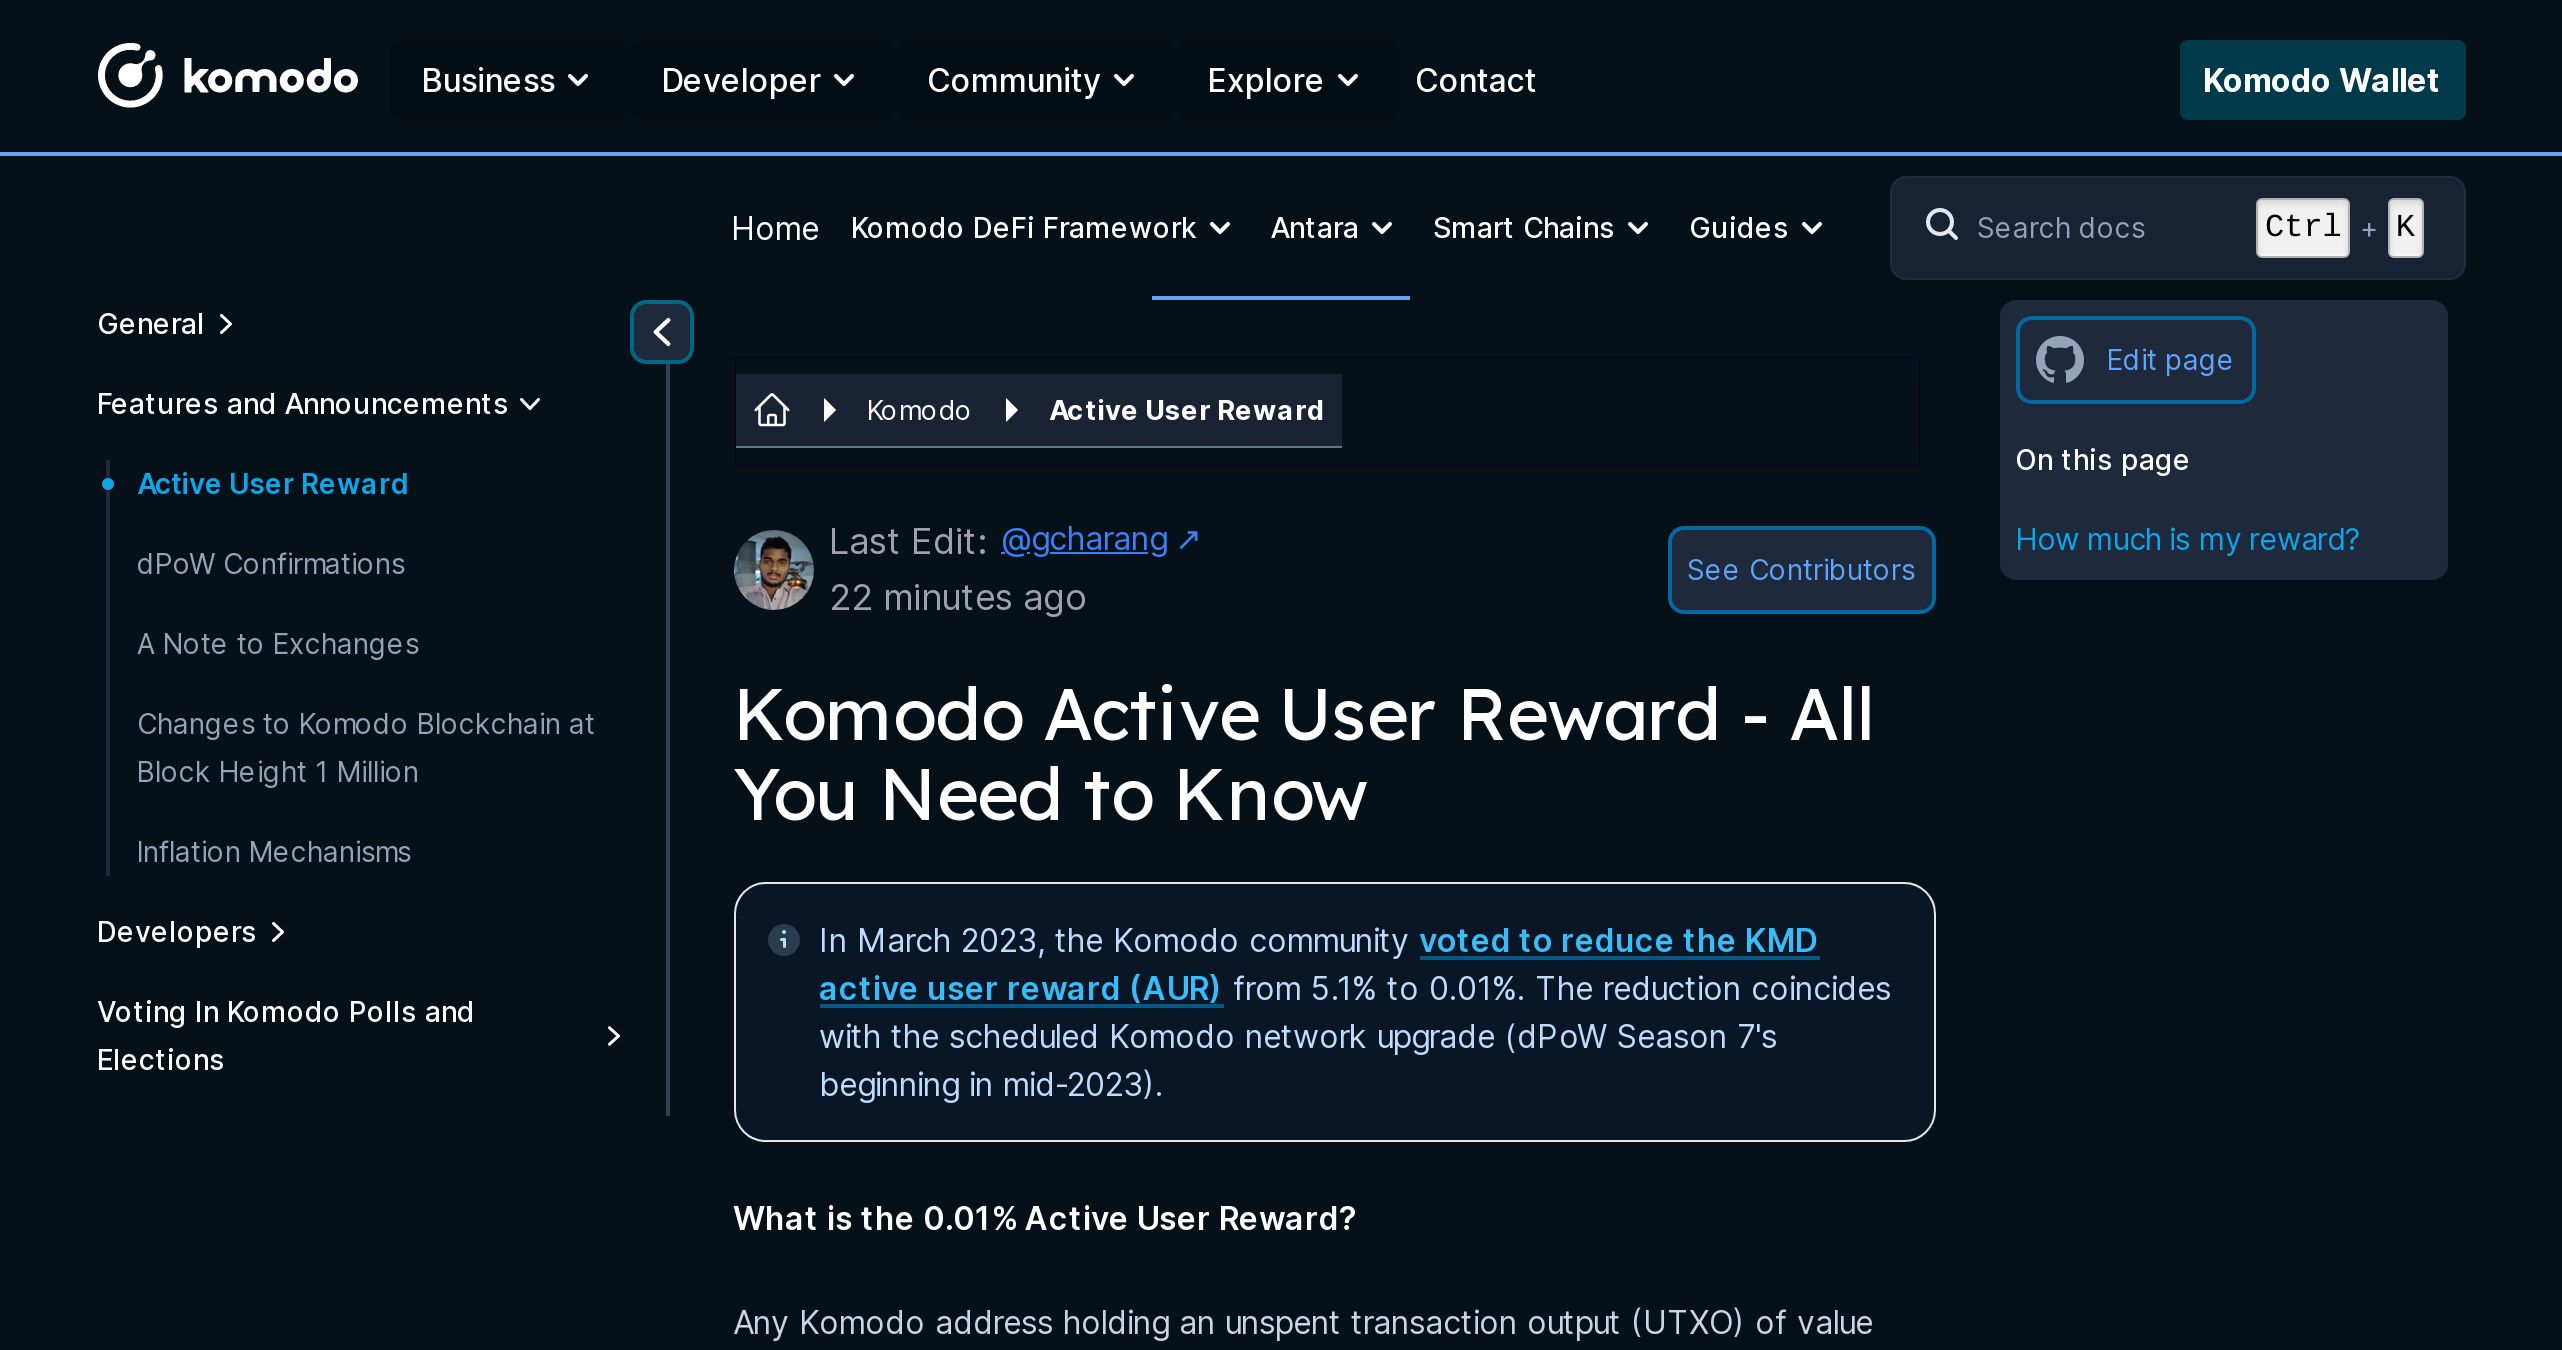 komodo
Business
Developer
Community
Explore
Contact
Komodo Wallet
Home
Komodo DeFi Framework
Antara
Smart Chains
Guides
Search docs
Ctrl + K
General
Features and Announcements
Active User Reward
dPoW Confirmations
A Note to Exchanges
Changes to Komodo Blockchain at
Block Height 1 Million
Inflation Mechanisms
Developers
Voting In Komodo Polls and
Elections
Komodo
Active User Reward
Last Edit: @gcharang ↗
22 minutes ago
See Contributors
Komodo Active User Reward - All
You Need to Know
In March 2023, the Komodo community voted to reduce the KMD
active user reward (AUR) from 5.1% to 0.01%. The reduction coincides
with the scheduled Komodo network upgrade (dPoW Season 7's
beginning in mid-2023).
What is the 0.01% Active User Reward?
Any Komodo address holding an unspent transaction output (UTXO) of value
Edit page
On this page
How much is my reward?